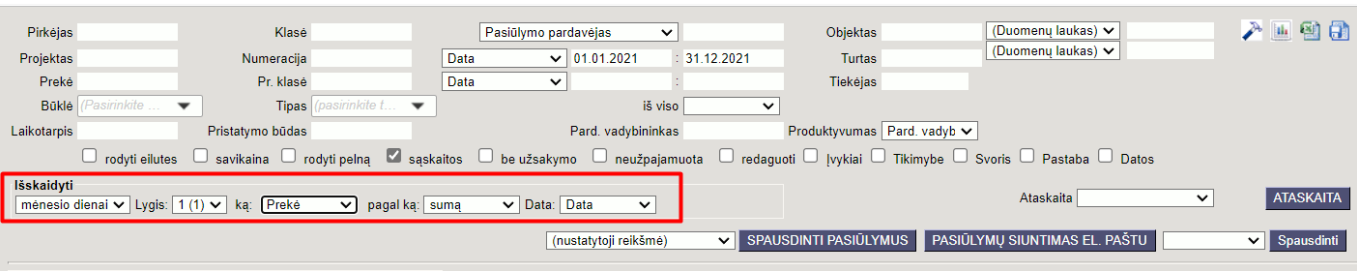 Pirkėjas Klasė Pasiūlymo pardavėjas Objektas (Duomenų laukas)
Projektas Numeracija Data 01.01.2021 : 31.12.2021 Turtas (Duomenų laukas)
Prekė Pr. klasė Data : Tiekėjas
Būklė (Pasirinkite ... Tipas (pasirinkite t... iš viso
Laikotarpis Pristatymo būdas Pard. vadybininkas Produktyvumas Pard. vadyb
rodyti eilutes savikaina rodyti pelną sąskaitos be užsakymo neužpajamuota redaguoti Įvykiai Tikimybe Svoris Pastaba Datos
Išskaidyti
mėnesio dienai Lygis: 1 (1) ką: Prekė pagal ką: sumą Data: Data Ataskaita ATASKAITA
(nustatytoji reikšmė) SPAUSDINTI PASIŪLYMUS PASIŪLYMŲ SIUNTIMAS EL. PAŠTU Spausdinti